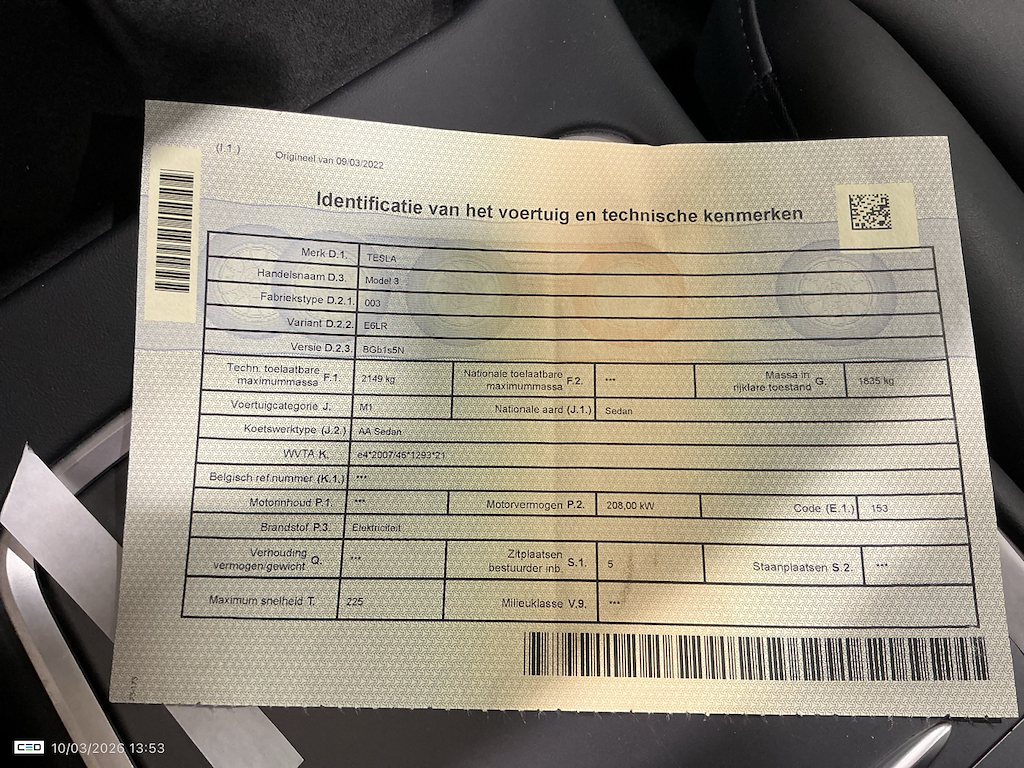 (I.1.)
Origineel van 09/03/2022
Identificatie van het voertuig en technische kenmerken
Merk D.1. TESLA
Handelsnaam D.3. Model 3
Fabriekstype D.2.1. 003
Variant D.2.2. E6LR
Versie D.2.3. BGb1s5N
Techn. toelaatbare maximummassa F.1. 2149 kg Nationale toelaatbare maximummassa F.2. *** Massa in rijklare toestand G. 1835 kg
Voertuigcategorie J. M1 Nationale aard (J.1.) Sedan
Koetswerktype (J.2.) AA Sedan
WVTA K. e4*2007/46*1293*21
Belgisch ref.nummer (K.1.) ***
Motorinhoud P.1. *** Motorvermogen P.2. 208,00 kW Code (E.1.) 153
Brandstof P.3. Elektriciteit
Verhouding vermogen/gewicht Q. *** Zitplaatsen bestuurder inb. S.1. 5 Staanplaatsen S.2. ***
Maximum snelheid T. 225 Milieuklasse V.9. ***
10/03/2026 13:53